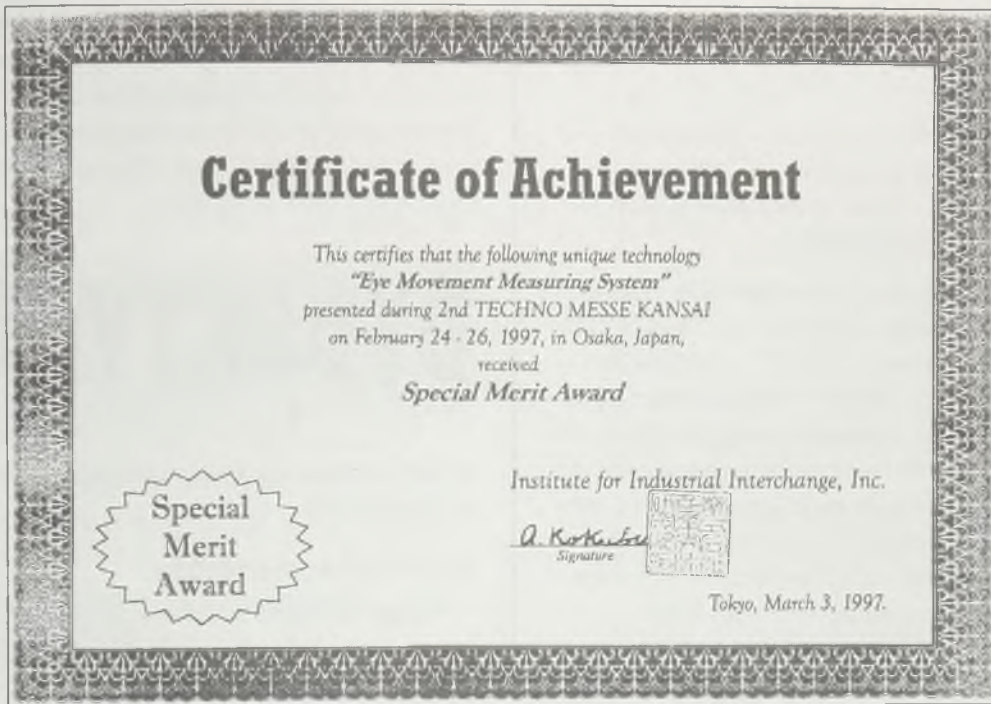 Certificate of Achievement
This certifies that the following unique technology
"Eye Movement Measuring System"
presented during 2nd TECHNO MESSE KANSAI
on February 24 - 26, 1997, in Osaka, Japan,
received
Special Merit Award
Institute for Industrial Interchange, Inc.
Signature
Tokyo, March 3, 1997.
Special
Merit
Award